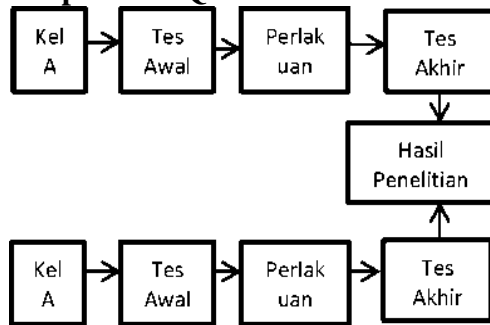 Kel
A
Tes
Awal
Perlak
uan
Tes
Akhir
Hasil
Penelitian
Kel
A
Tes
Awal
Perlak
uan
Tes
Akhir